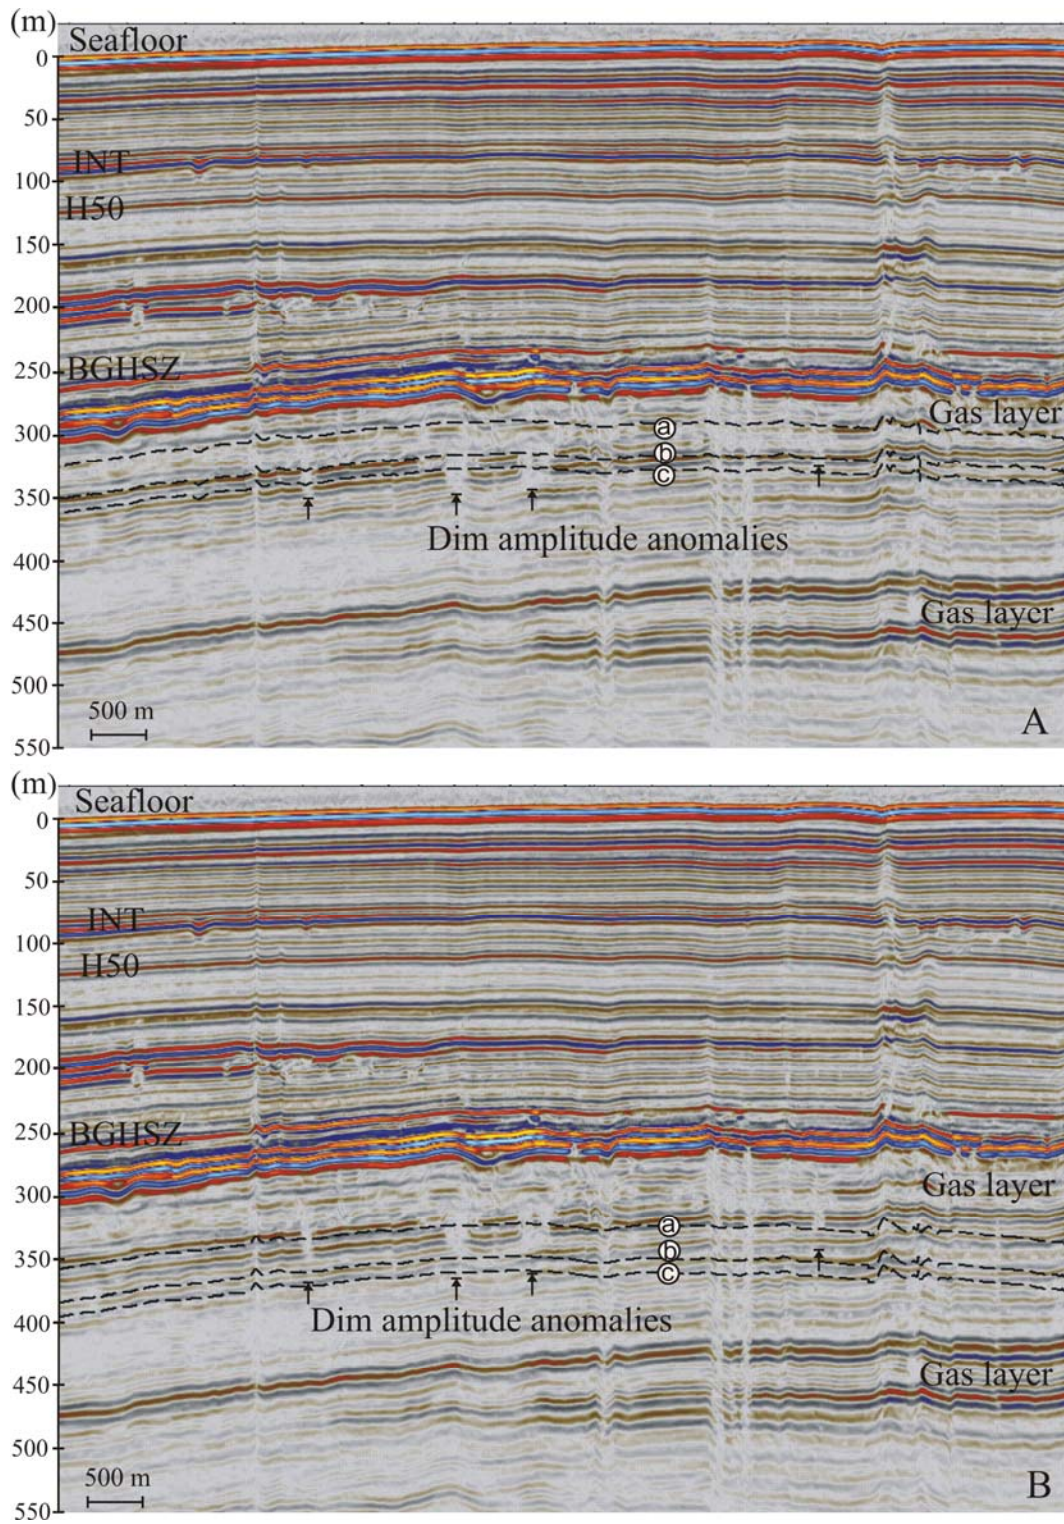 (m)
Seafloor
0
50
INT
100
H50
150
200
BGHSZ
250
Gas layer
a
300
b
c
350
Dim amplitude anomalies
400
Gas layer
450
500
500 m
A
550
(m)
Seafloor
0
50
INT
100
H50
150
200
BGHSZ
250
Gas layer
300
a
b
350
c
Dim amplitude anomalies
400
Gas layer
450
500
500 m
B
550